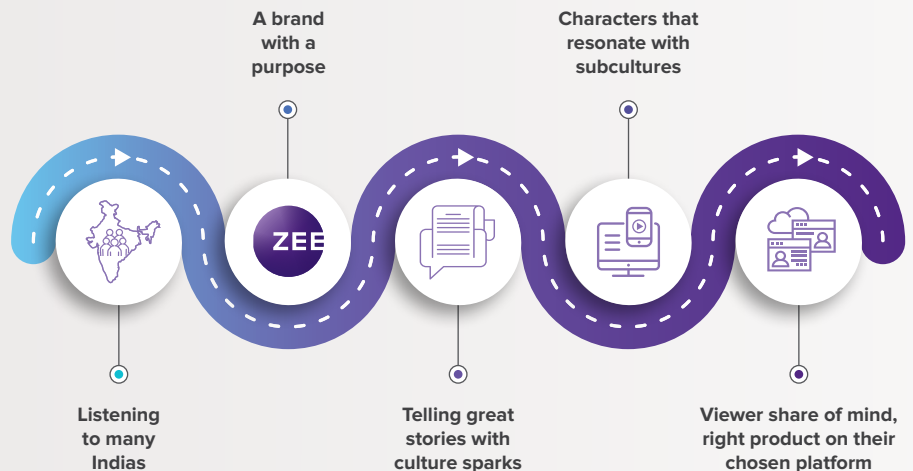 A brand
with a
purpose
Characters that
resonate with
subcultures
ZEE
Listening
to many
Indias
Telling great
stories with
culture sparks
Viewer share of mind,
right product on their
chosen platform